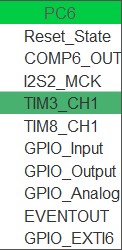 PC6
Reset_State
COMP6_OUT
I2S2_MCK
TIM3_CH1
TIM8_CH1
GPIO_Input
GPIO_Output
GPIO_Analog
EVENTOUT
GPIO_EXTI6